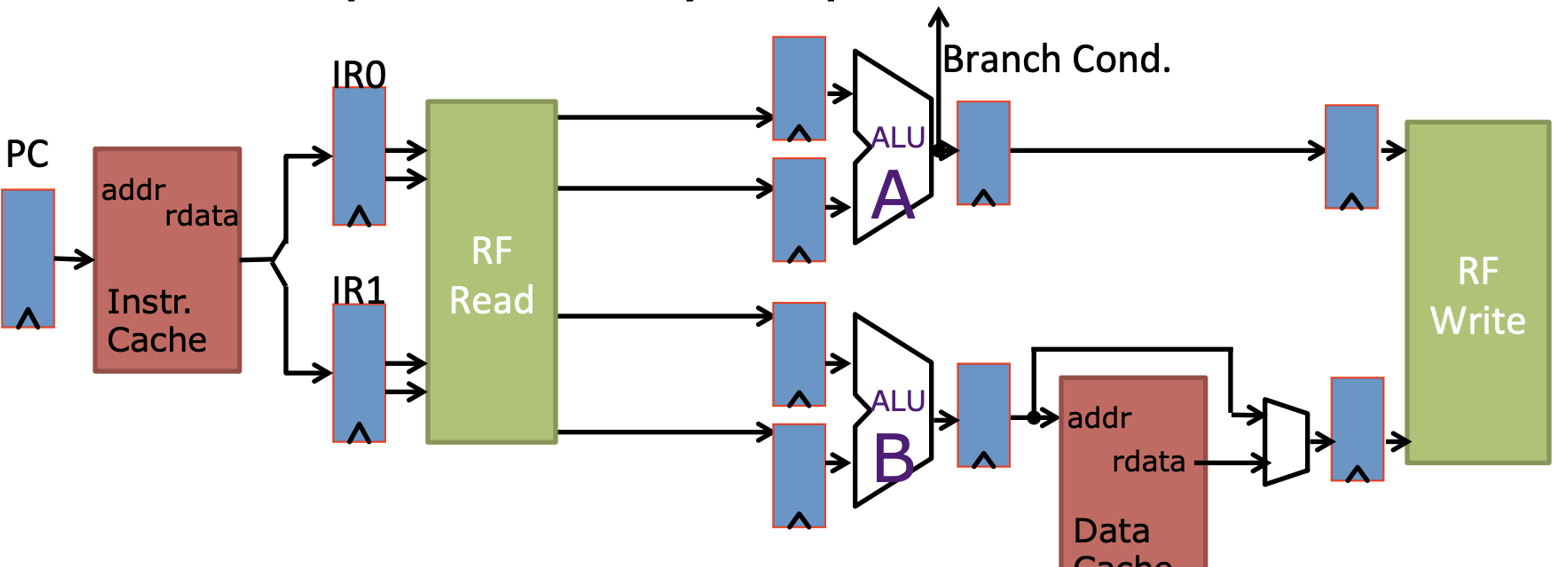 IR0
Branch Cond.
PC
ALU
A
addr
rdata
RF
Read
RF
Write
IR1
Instr.
Cache
ALU
B
addr
rdata
Data
Cache